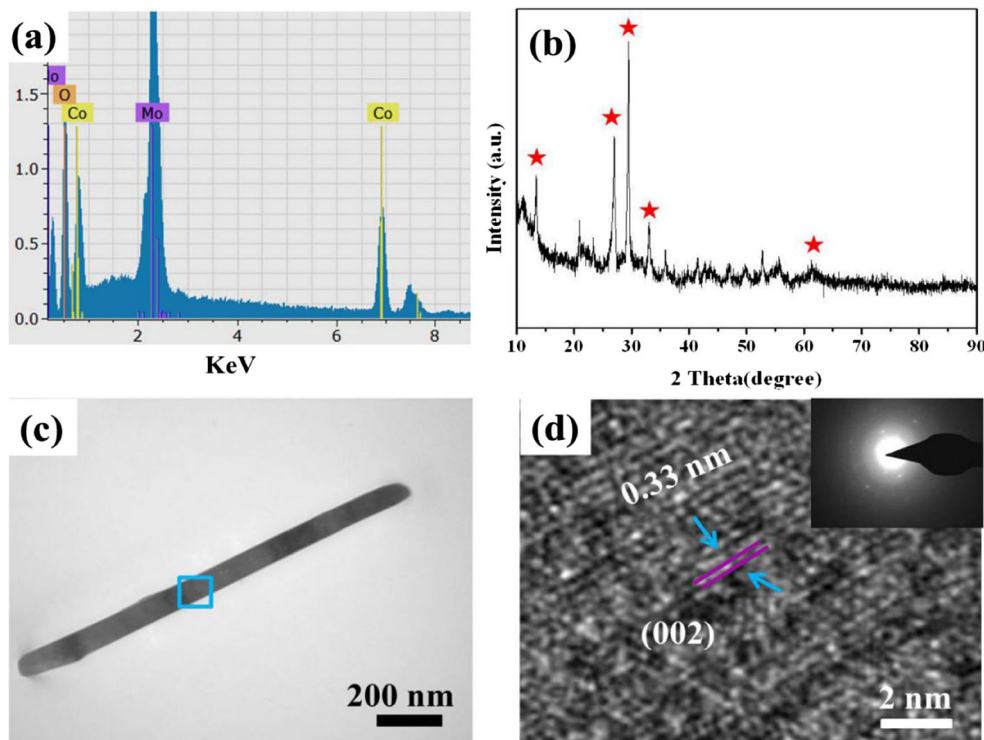 (a)
1.5
1.0
0.5
0.0
o
O
Co
Mo
Co
2 4 6 8
KeV
(b)
Intensity (a.u.)
10 20 30 40 50 60 70 80 90
2 Theta(degree)
(c)
200 nm
(d)
0.33 nm
(002)
2 nm